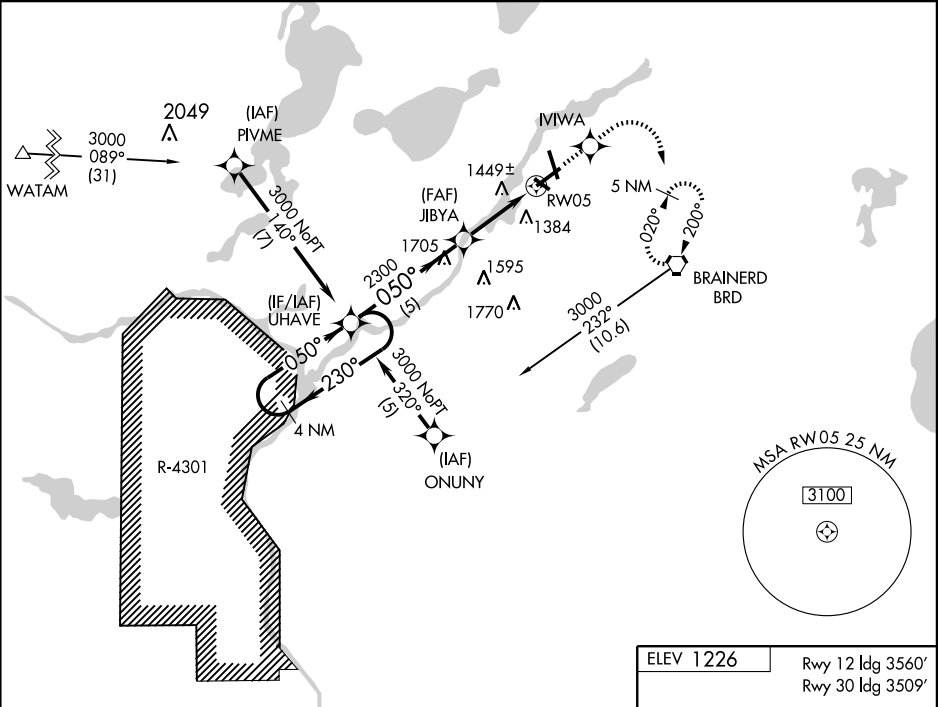 2049
(IAF)
PIVME
3000
089°
(31)
WATAM
IVIWA
1449±
RW05
1384
(FAF)
JIBYA
3000 NoPT
140°
(7)
5 NM
020°
200°
1705
1595
1770
BRAINERD
BRD
2300
050°
(5)
(IF/IAF)
UHAVE
3000
232°
(10.6)
050°
230°
3000 NoPT
320°
(5)
4 NM
(IAF)
ONUNY
R-4301
MSA RW05 25 NM
3100
ELEV 1226
Rwy 12 ldg 3560'
Rwy 30 ldg 3509'